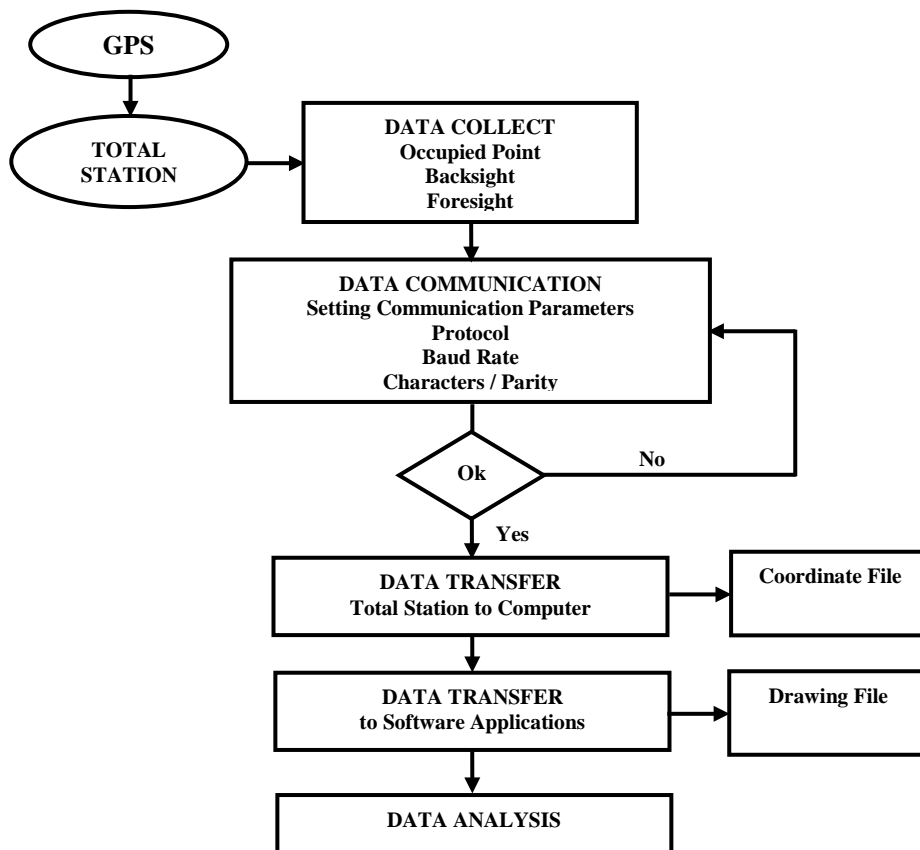 GPS
TOTAL
STATION
DATA COLLECT
Occupied Point
Backsight
Foresight
DATA COMMUNICATION
Setting Communication Parameters
Protocol
Baud Rate
Characters / Parity
Ok
No
Yes
DATA TRANSFER
Total Station to Computer
Coordinate File
DATA TRANSFER
to Software Applications
Drawing File
DATA ANALYSIS